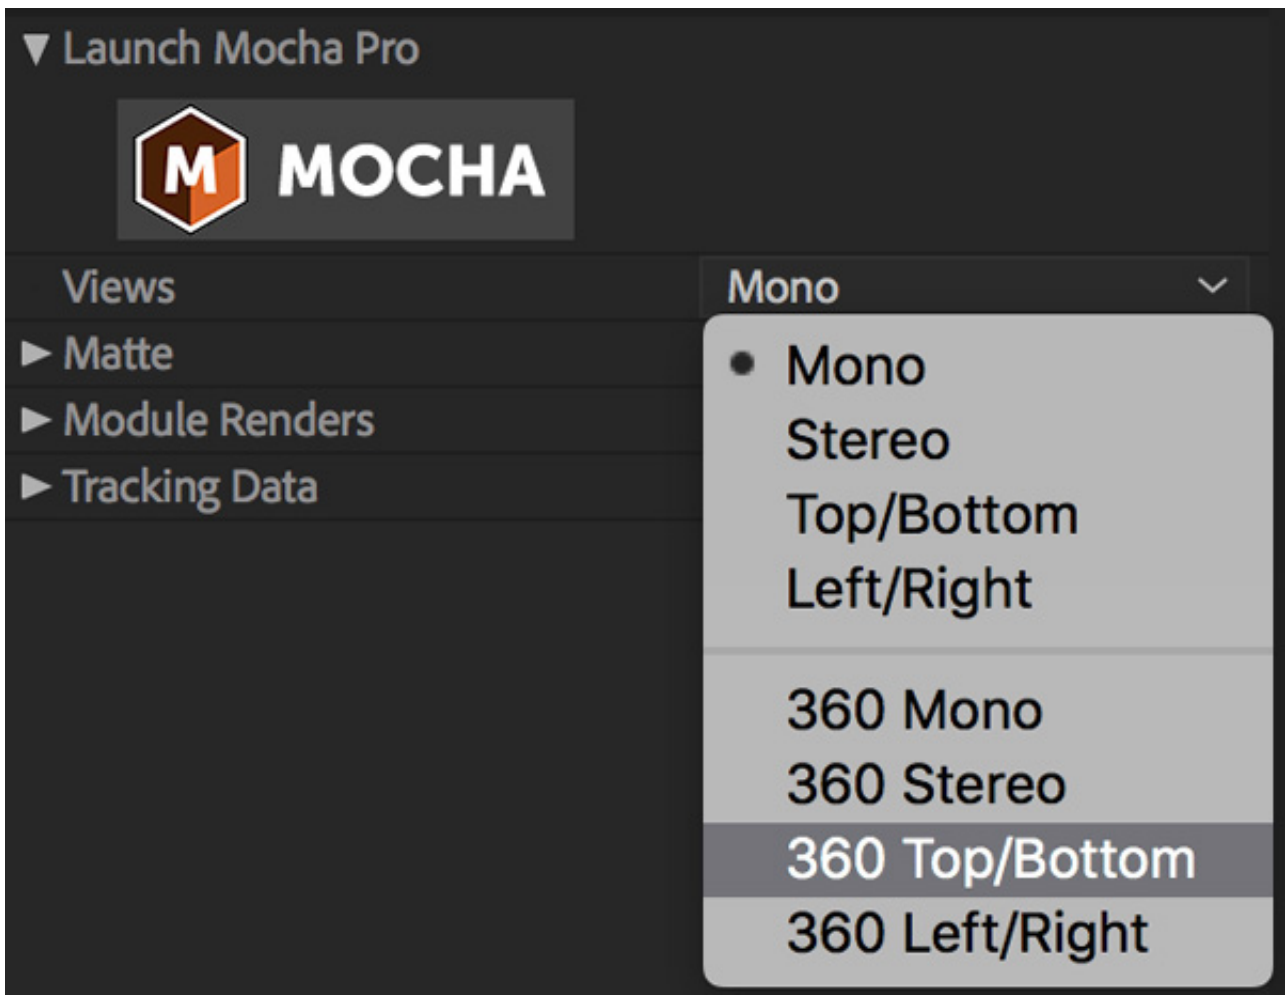 Launch Mocha Pro
M MOCHA
Views Mono
Matte
Module Renders
Tracking Data
Mono
Stereo
Top/Bottom
Left/Right
360 Mono
360 Stereo
360 Top/Bottom
360 Left/Right